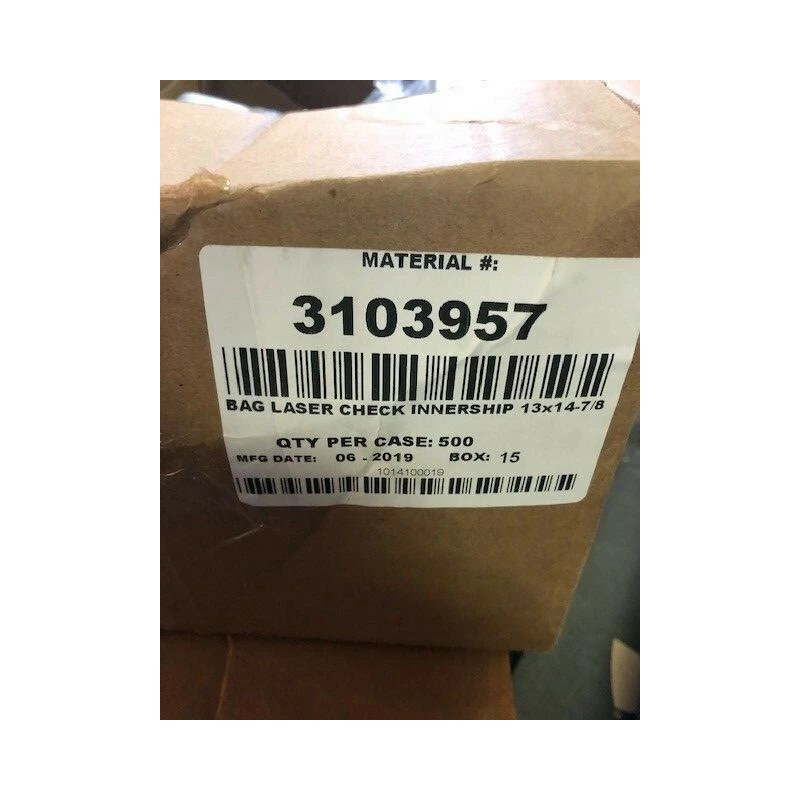 MATERIAL #:
3103957
BAG LASER CHECK INNERSHIP 13x14-7/8
QTY PER CASE: 500
MFG DATE: 06 - 2019 BOX: 15
1014100019